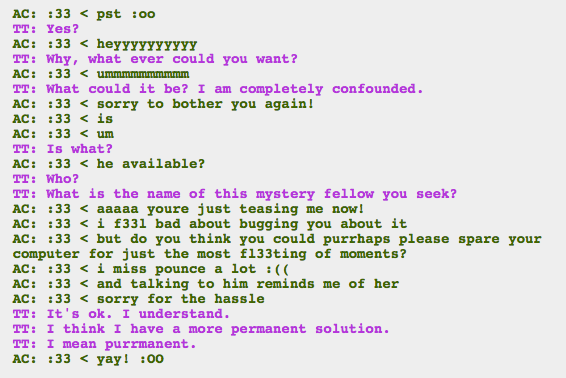 AC: :33 < pst :oo
TT: Yes?
AC: :33 < heyyyyyyyyyy
TT: Why, what ever could you want?
AC: :33 < ummmmmmmmmmm
TT: What could it be? I am completely confounded.
AC: :33 < sorry to bother you again!
AC: :33 < is
AC: :33 < um
TT: Is what?
AC: :33 < he available?
TT: Who?
TT: What is the name of this mystery fellow you seek?
AC: :33 < aaaaa youre just teasing me now!
AC: :33 < i f33l bad about bugging you about it
AC: :33 < but do you think you could purrhaps please spare your
computer for just the most fl33ting of moments?
AC: :33 < i miss pounce a lot :((
AC: :33 < and talking to him reminds me of her
AC: :33 < sorry for the hassle
TT: It's ok. I understand.
TT: I think I have a more permanent solution.
TT: I mean purrmanent.
AC: :33 < yay! :OO